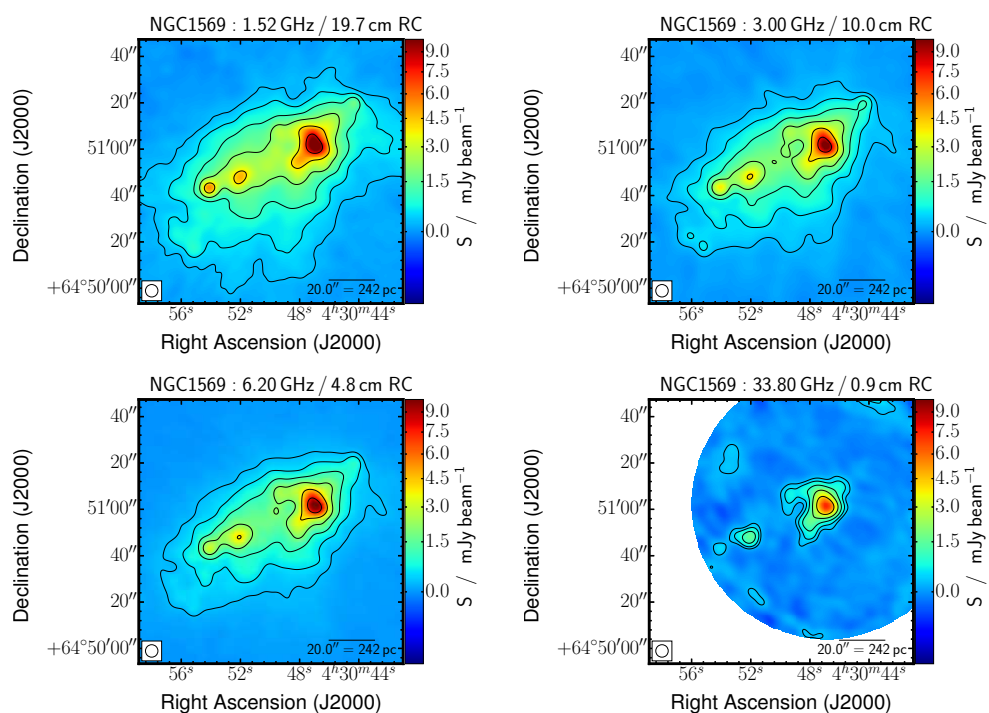 NGC1569 : 1.52 GHz / 19.7 cm RC
40″
20″
51′00″
40″
20″
+64°50′00″
56s 52s 48s 4h30m44s
Declination (J2000)
Right Ascension (J2000)
20.0″ = 242 pc
9.0
7.5
4.5
3.0
1.5
0.0
S / mJy beam−1
NGC1569 : 3.00 GHz / 10.0 cm RC
40″
20″
51′00″
40″
20″
+64°50′00″
56s 52s 48s 4h30m44s
Declination (J2000)
Right Ascension (J2000)
20.0″ = 242 pc
9.0
7.5
4.5
3.0
1.5
0.0
S / mJy beam−1
NGC1569 : 6.20 GHz / 4.8 cm RC
40″
20″
51′00″
40″
20″
+64°50′00″
56s 52s 48s 4h30m44s
Declination (J2000)
Right Ascension (J2000)
20.0″ = 242 pc
9.0
7.5
4.5
3.0
1.5
0.0
S / mJy beam−1
NGC1569 : 33.80 GHz / 0.9 cm RC
40″
20″
51′00″
40″
20″
+64°50′00″
56s 52s 48s 4h30m44s
Declination (J2000)
Right Ascension (J2000)
20.0″ = 242 pc
9.0
7.5
4.5
3.0
1.5
0.0
S / mJy beam−1